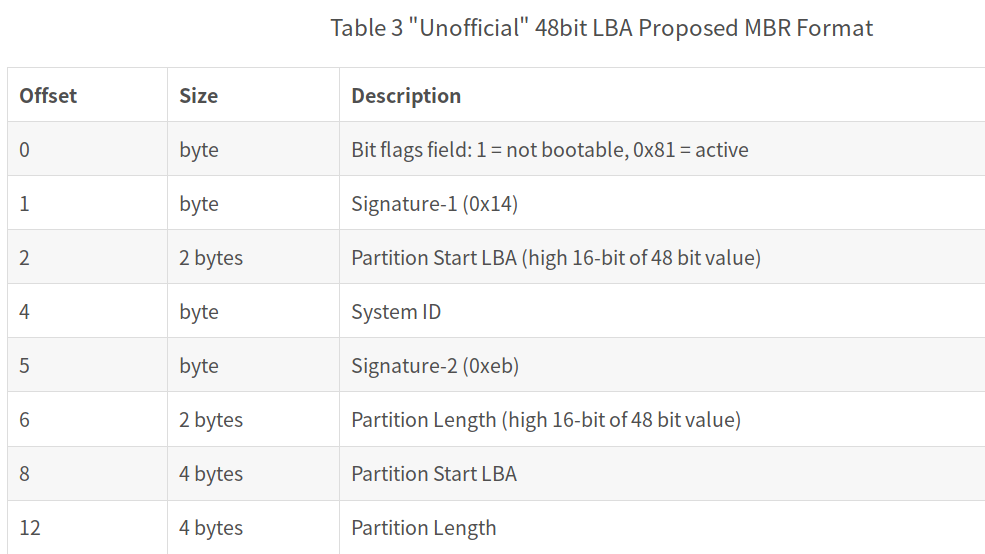 Table 3 "Unofficial" 48bit LBA Proposed MBR Format
Offset Size Description
0 byte Bit flags field: 1 = not bootable, 0x81 = active
1 byte Signature-1 (0x14)
2 2 bytes Partition Start LBA (high 16-bit of 48 bit value)
4 byte System ID
5 byte Signature-2 (0xeb)
6 2 bytes Partition Length (high 16-bit of 48 bit value)
8 4 bytes Partition Start LBA
12 4 bytes Partition Length